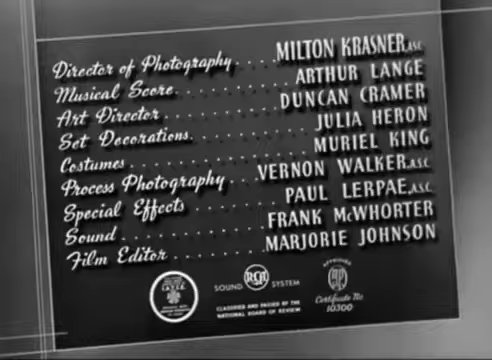 Director of Photography . . . . MILTON KRASNER, A.S.C.
Musical Score . . . . . . . . . . . ARTHUR LANGE
Art Director . . . . . . . . . . . DUNCAN CRAMER
Set Decorations. . . . . . . . . . . . JULIA HERON
Costumes . . . . . . . . . . . . . . . . MURIEL KING
Process Photography . . . VERNON WALKER, A.S.C.
Special Effects . . . . . . . . . PAUL LERPAE, A.S.C.
Sound . . . . . . . . . . . . . FRANK McWHORTER
Film Editor . . . . . . . . . MARJORIE JOHNSON
I.A.T.S.E.
SOUND RCA SYSTEM
CLASSIFIED AND PASSED BY THE
NATIONAL BOARD OF REVIEW
APPROVED
Certificate No.
10300